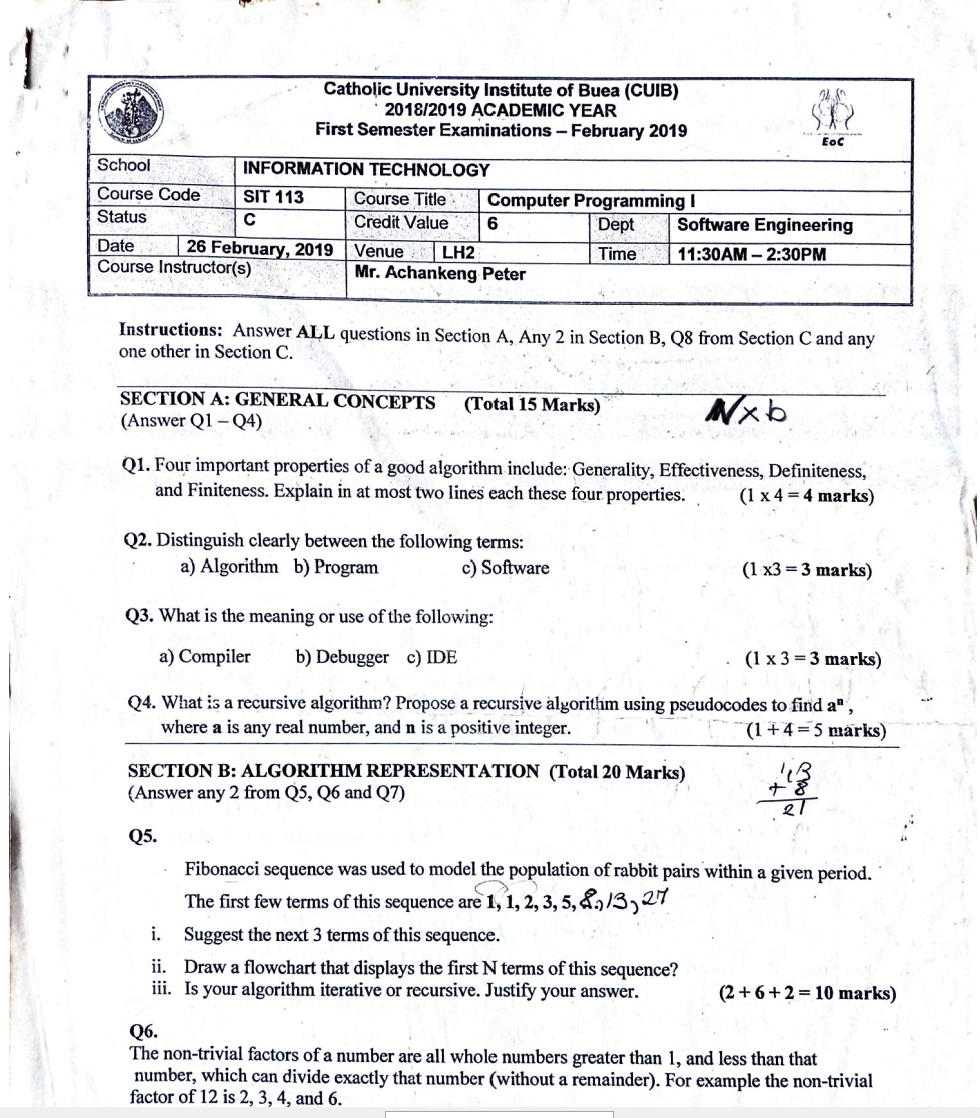 Catholic University Institute of Buea (CUIB)
2018/2019 ACADEMIC YEAR
First Semester Examinations – February 2019
EoC
School INFORMATION TECHNOLOGY
Course Code SIT 113 Course Title Computer Programming I
Status C Credit Value 6 Dept Software Engineering
Date 26 February, 2019 Venue LH2 Time 11:30AM – 2:30PM
Course Instructor(s) Mr. Achankeng Peter
Instructions: Answer ALL questions in Section A, Any 2 in Section B, Q8 from Section C and any
one other in Section C.
SECTION A: GENERAL CONCEPTS (Total 15 Marks)
N x b
(Answer Q1 – Q4)
Q1. Four important properties of a good algorithm include: Generality, Effectiveness, Definiteness,
and Finiteness. Explain in at most two lines each these four properties. (1 x 4 = 4 marks)
Q2. Distinguish clearly between the following terms:
a) Algorithm b) Program c) Software (1 x3 = 3 marks)
Q3. What is the meaning or use of the following:
a) Compiler b) Debugger c) IDE (1 x 3 = 3 marks)
Q4. What is a recursive algorithm? Propose a recursive algorithm using pseudocodes to find aⁿ ,
where a is any real number, and n is a positive integer. (1 + 4 = 5 marks)
SECTION B: ALGORITHM REPRESENTATION (Total 20 Marks)
(Answer any 2 from Q5, Q6 and Q7)
13
+ 8
21
Q5.
Fibonacci sequence was used to model the population of rabbit pairs within a given period.
The first few terms of this sequence are 1, 1, 2, 3, 5, 8, 13, 27
i. Suggest the next 3 terms of this sequence.
ii. Draw a flowchart that displays the first N terms of this sequence?
iii. Is your algorithm iterative or recursive. Justify your answer. (2 + 6 + 2 = 10 marks)
Q6.
The non-trivial factors of a number are all whole numbers greater than 1, and less than that
number, which can divide exactly that number (without a remainder). For example the non-trivial
factor of 12 is 2, 3, 4, and 6.